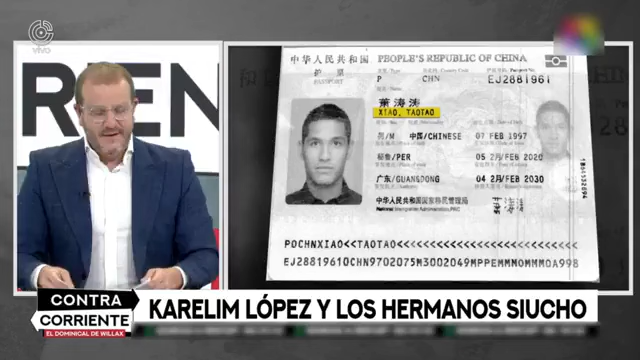 VIVO
RIEN
中华人民共和国 PEOPLE'S REPUBLIC OF CHINA
护照
P CHN EJ2881961
萧涛涛
XIAO, TAOTAO
男/M 中国/CHINESE 07 FEB 1997
秘鲁/PER 05 2月/FEB 2020
广东/GUANGDONG 04 2月/FEB 2030
中华人民共和国国家移民管理局
National Immigration Administration, PRC
POCHNXIAO<<TAOTAO<<<<<<<<<<<<<<<<<<<<<<<<<<<
CONTRA
CORRIENTE
EL DOMINICAL DE WILLAX
KARELIM LÓPEZ Y LOS HERMANOS SIUCHO